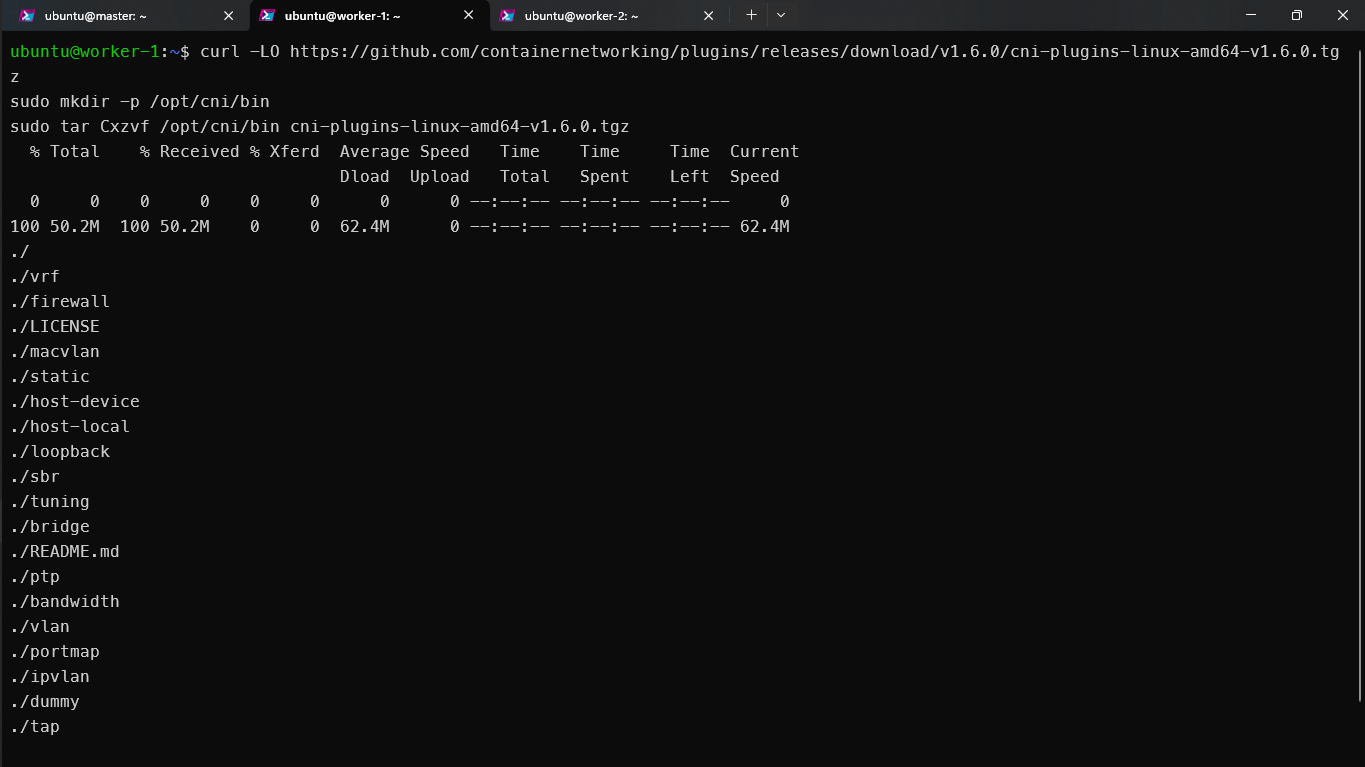 ubuntu@master: ~
ubuntu@worker-1: ~
ubuntu@worker-2: ~
ubuntu@worker-1:~$ curl -LO https://github.com/containernetworking/plugins/releases/download/v1.6.0/cni-plugins-linux-amd64-v1.6.0.tg
z
sudo mkdir -p /opt/cni/bin
sudo tar Cxzvf /opt/cni/bin cni-plugins-linux-amd64-v1.6.0.tgz
  % Total    % Received % Xferd  Average Speed   Time    Time     Time  Current
                                 Dload  Upload   Total   Spent    Left  Speed
  0     0    0     0    0     0      0      0 --:--:-- --:--:-- --:--:--     0
100 50.2M  100 50.2M    0     0  62.4M      0 --:--:-- --:--:-- --:--:-- 62.4M
./
./vrf
./firewall
./LICENSE
./macvlan
./static
./host-device
./host-local
./loopback
./sbr
./tuning
./bridge
./README.md
./ptp
./bandwidth
./vlan
./portmap
./ipvlan
./dummy
./tap